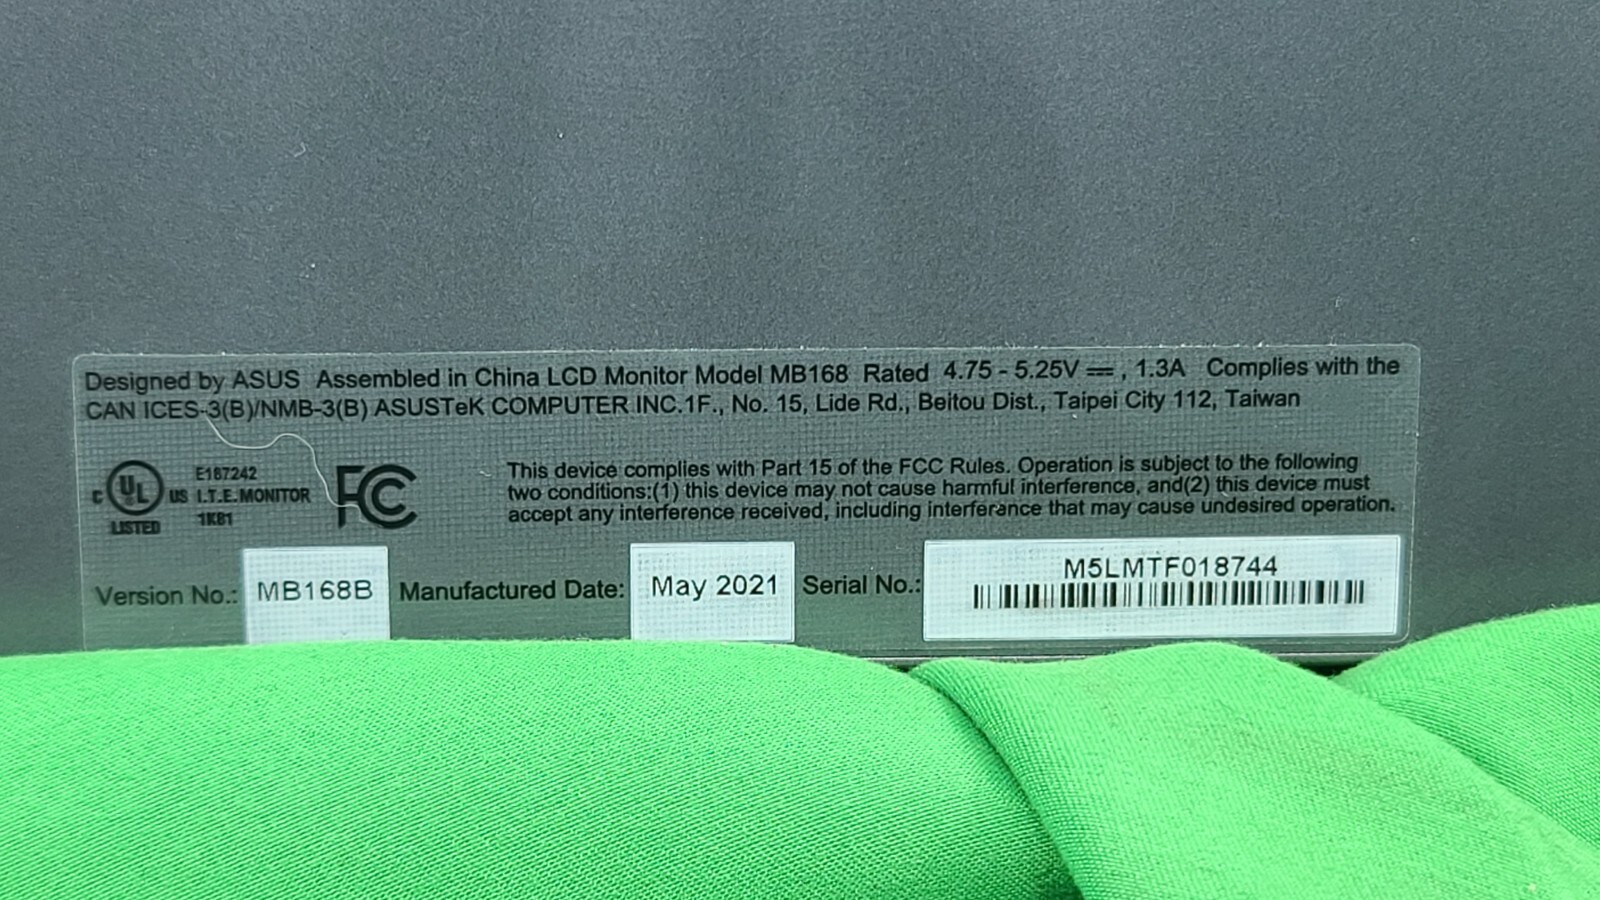 Designed by ASUS Assembled in China LCD Monitor Model MB168 Rated 4.75 - 5.25V ⎓ , 1.3A Complies with the
CAN ICES-3(B)/NMB-3(B) ASUSTeK COMPUTER INC.1F., No. 15, Lide Rd., Beitou Dist., Taipei City 112, Taiwan
C UL US LISTED
E187242
I.T.E. MONITOR
1KB1
FC
This device complies with Part 15 of the FCC Rules. Operation is subject to the following
two conditions:(1) this device may not cause harmful interference, and(2) this device must
accept any interference received, including interferance that may cause undesired operation.
Version No.: MB168B Manufactured Date: May 2021 Serial No.: M5LMTF018744